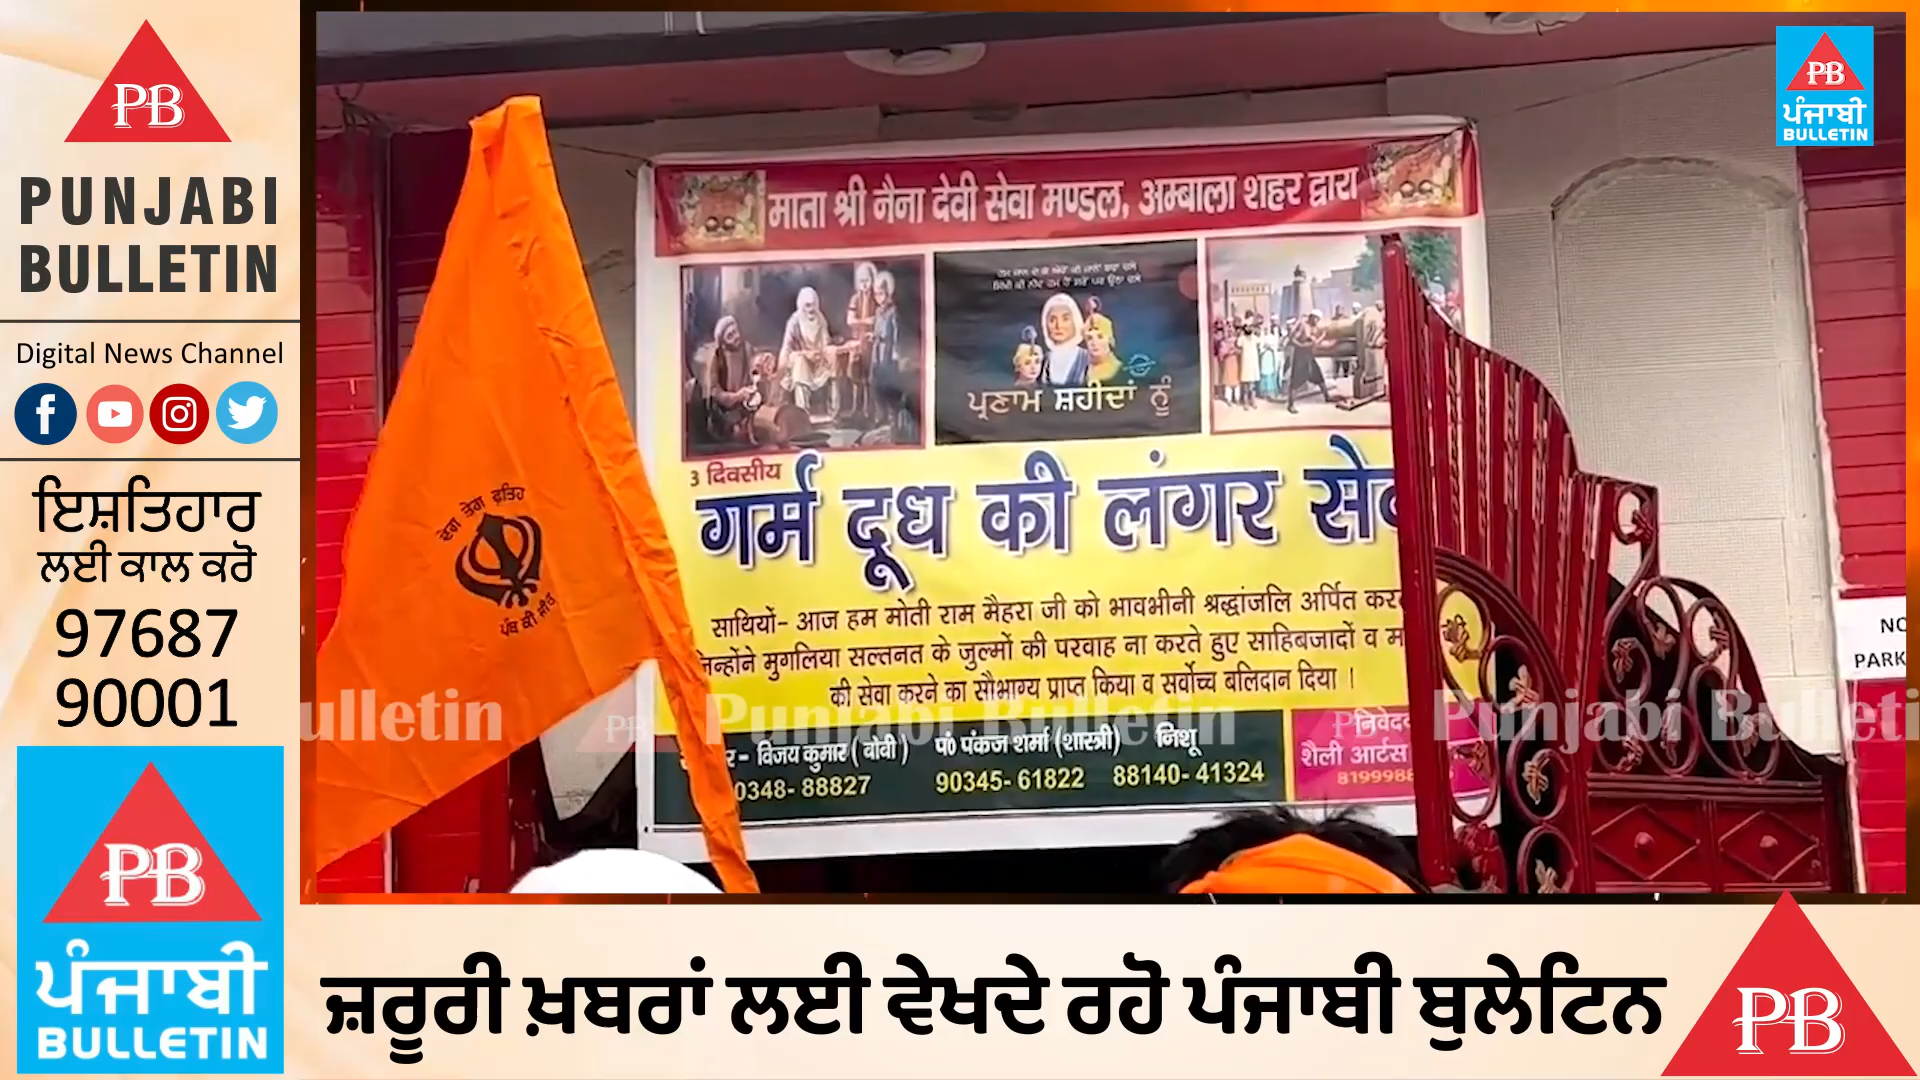 PB
PUNJABI
BULLETIN
Digital News Channel
ਇਸ਼ਤਿਹਾਰ
ਲਈ ਕਾਲ ਕਰੋ
97687
90001
PB
ਪੰਜਾਬੀ
BULLETIN
PB
ਪੰਜਾਬੀ
BULLETIN
माता श्री नैना देवी सेवा मण्डल, अम्बाला शहर द्वारा
ਪ੍ਰਣਾਮ ਸ਼ਹੀਦਾਂ ਨੂੰ
3 दिवसीय
गर्म दूध की लंगर
साथियों- आज हम मोती राम मैहरा जी को भावभीनी श्रद्धांजलि अर्पित
जिन्होंने मुगलिया सल्तनत के जुल्मों की परवाह ना करते हुए साहिबजादों व
की सेवा करने का सौभाग्य प्राप्त किया व सर्वोच्च बलिदान दिया ।
विजय कुमार ( बोवी ) पं0 पंकज शर्मा (शास्त्री) निशू
0348- 88827 90345- 61822 88140- 41324
शैली आर्टस
ਦੇਗ ਤੇਗ ਫ਼ਤਿਹ
ਪੰਥ ਕੀ ਜੀਤ
NO
PARK
ulletin PB Punjabi Bulletin PB Punjabi Bulleti
ਜ਼ਰੂਰੀ ਖ਼ਬਰਾਂ ਲਈ ਵੇਖਦੇ ਰਹੋ ਪੰਜਾਬੀ ਬੁਲੇਟਿਨ
PB